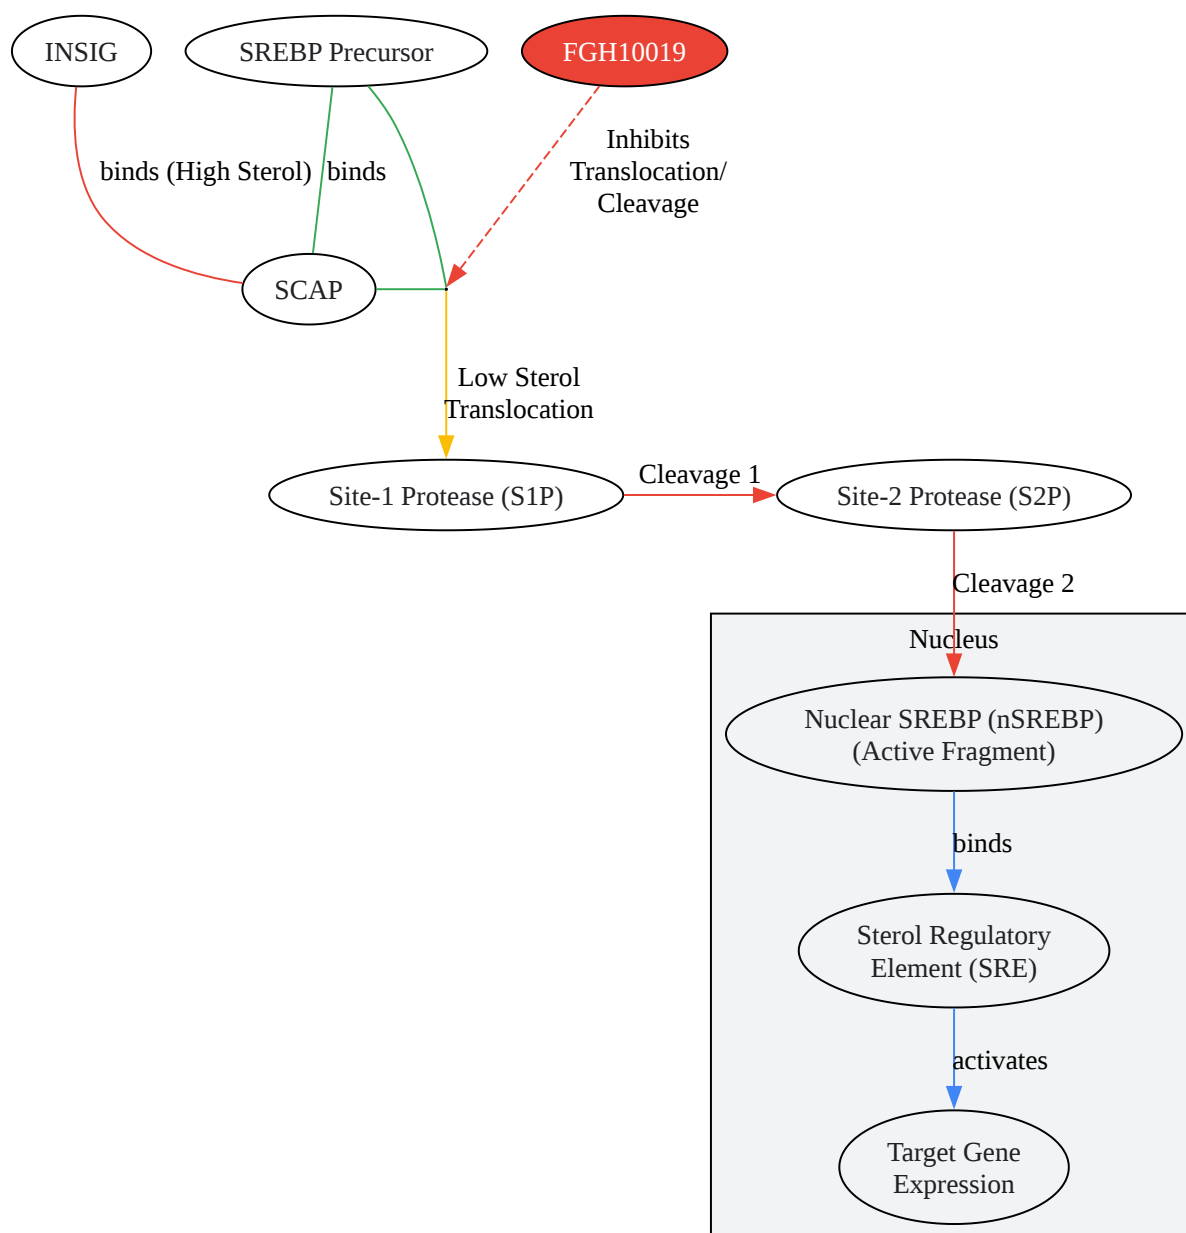 INSIG
SREBP Precursor
FGH10019
binds (High Sterol)
binds
Inhibits
Translocation/
Cleavage
SCAP
Low Sterol
Translocation
Site-1 Protease (S1P)
Cleavage 1
Site-2 Protease (S2P)
Cleavage 2
Nucleus
Nuclear SREBP (nSREBP)
(Active Fragment)
binds
Sterol Regulatory
Element (SRE)
activates
Target Gene
Expression